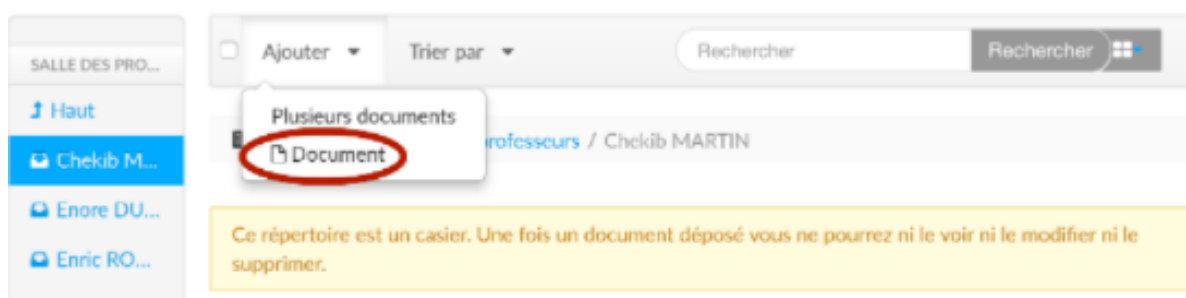 SALLE DES PRO...
Haut
Chekib M...
Enore DU...
Enric RO...
Ajouter
Trier par
Rechercher
Rechercher
Plusieurs documents
Document
rofesseurs / Chekib MARTIN
Ce répertoire est un casier. Une fois un document déposé vous ne pourrez ni le voir ni le modifier ni le
supprimer.